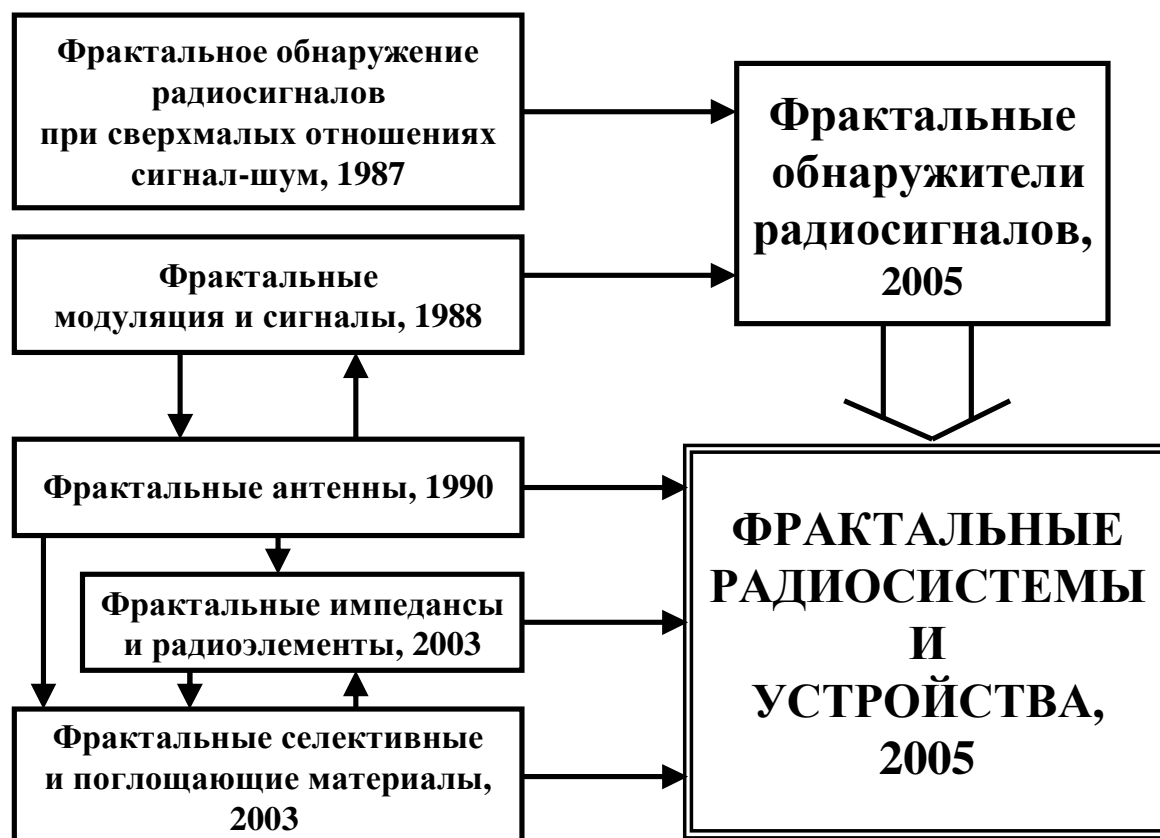 Фрактальное обнаружение
радиосигналов
при сверхмалых отношениях
сигнал-шум, 1987
Фрактальные
обнаружители
радиосигналов,
2005
Фрактальные
модуляция и сигналы, 1988
Фрактальные антенны, 1990
Фрактальные импедансы
и радиоэлементы, 2003
Фрактальные селективные
и поглощающие материалы,
2003
ФРАКТАЛЬНЫЕ
РАДИОСИСТЕМЫ
И
УСТРОЙСТВА,
2005